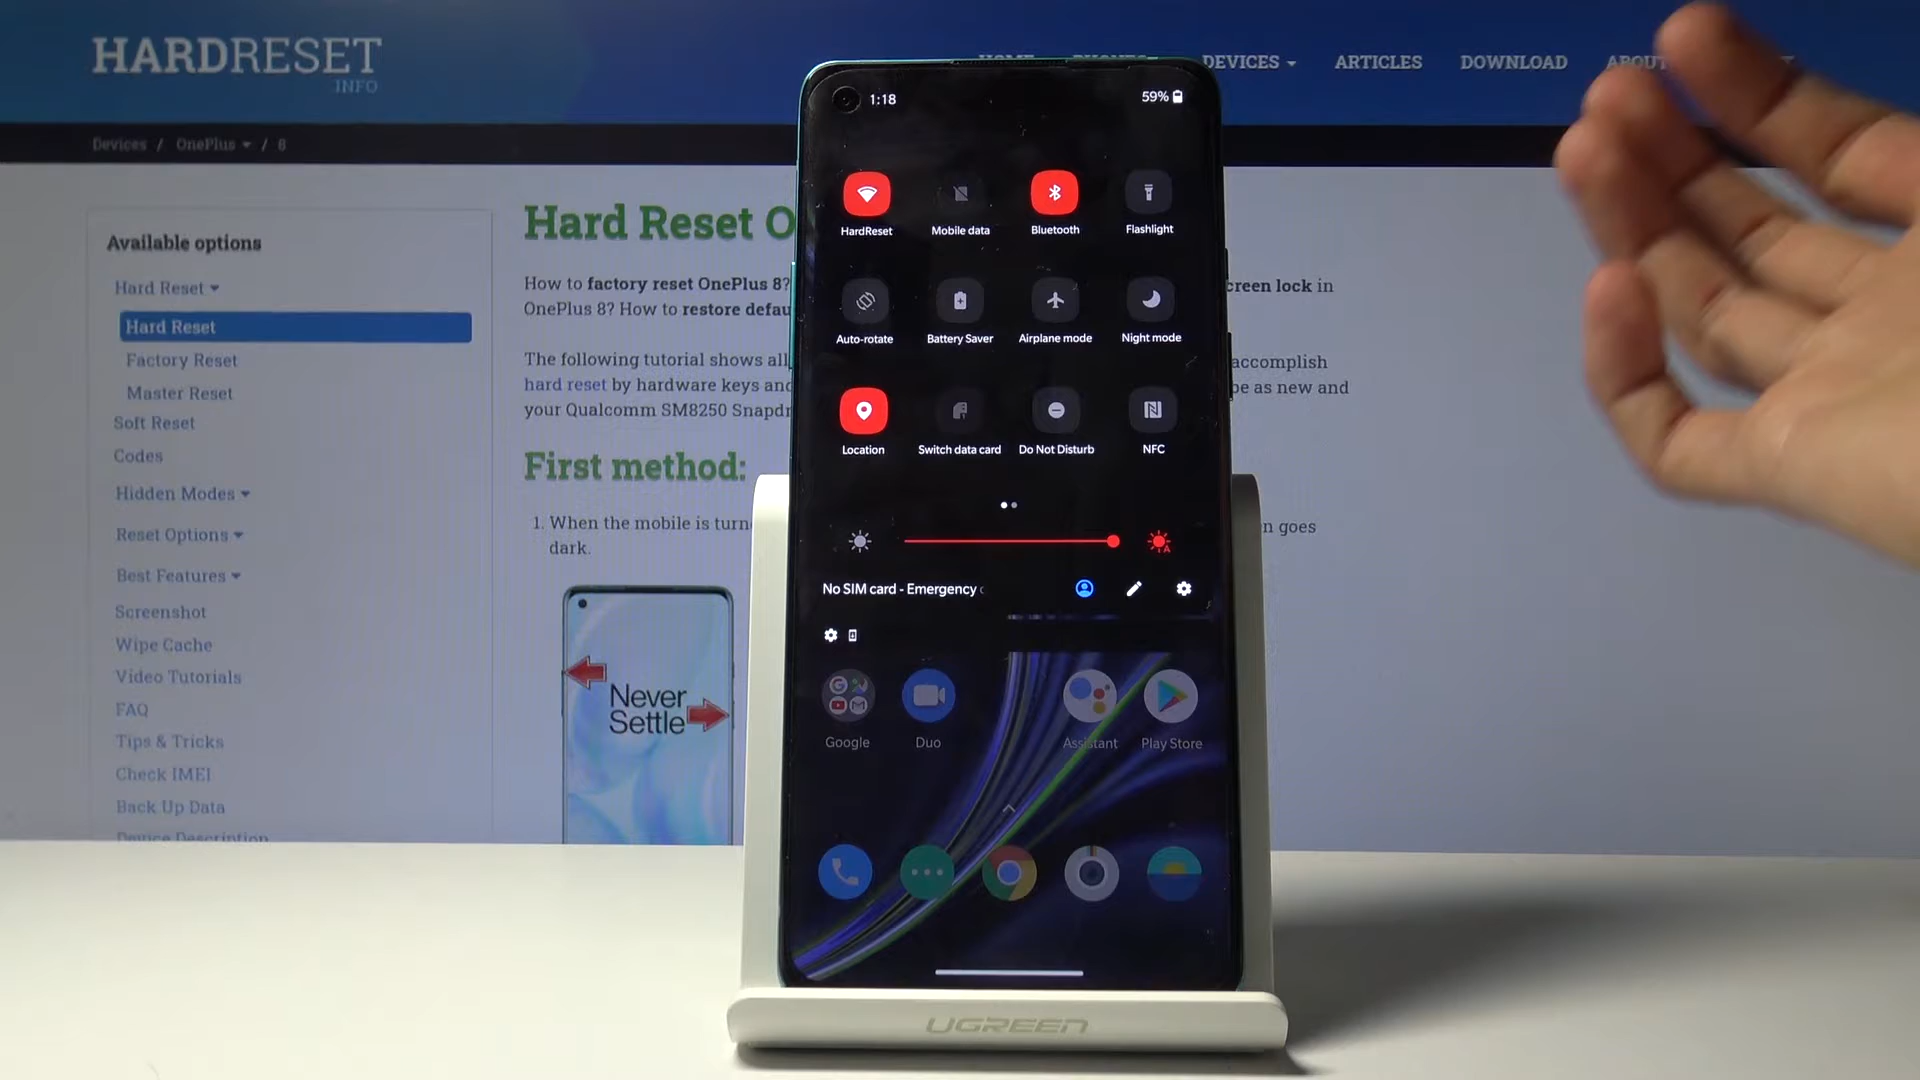 HARDRESET
INFO
HOME
DEVICES
ARTICLES
DOWNLOAD
Devices / OnePlus / 8
1:18
59%
Available options
Hard Reset
Hard Reset
Factory Reset
Master Reset
Soft Reset
Codes
Hidden Modes
Reset Options
Best Features
Screenshot
Wipe Cache
Video Tutorials
FAQ
Tips & Tricks
Check IMEI
Back Up Data
Device Description
Hard Reset O
How to factory reset OnePlus 8?
creen lock in
OnePlus 8? How to restore defau
The following tutorial shows all
accomplish
hard reset by hardware keys and
be as new and
your Qualcomm SM8250 Snapdr
First method:
1. When the mobile is turn
n goes
dark.
Never
Settle
HardReset
Mobile data
Bluetooth
Flashlight
Auto-rotate
Battery Saver
Airplane mode
Night mode
Location
Switch data card
Do Not Disturb
NFC
No SIM card - Emergency
Google
Duo
Assistant
Play Store
UGREEN